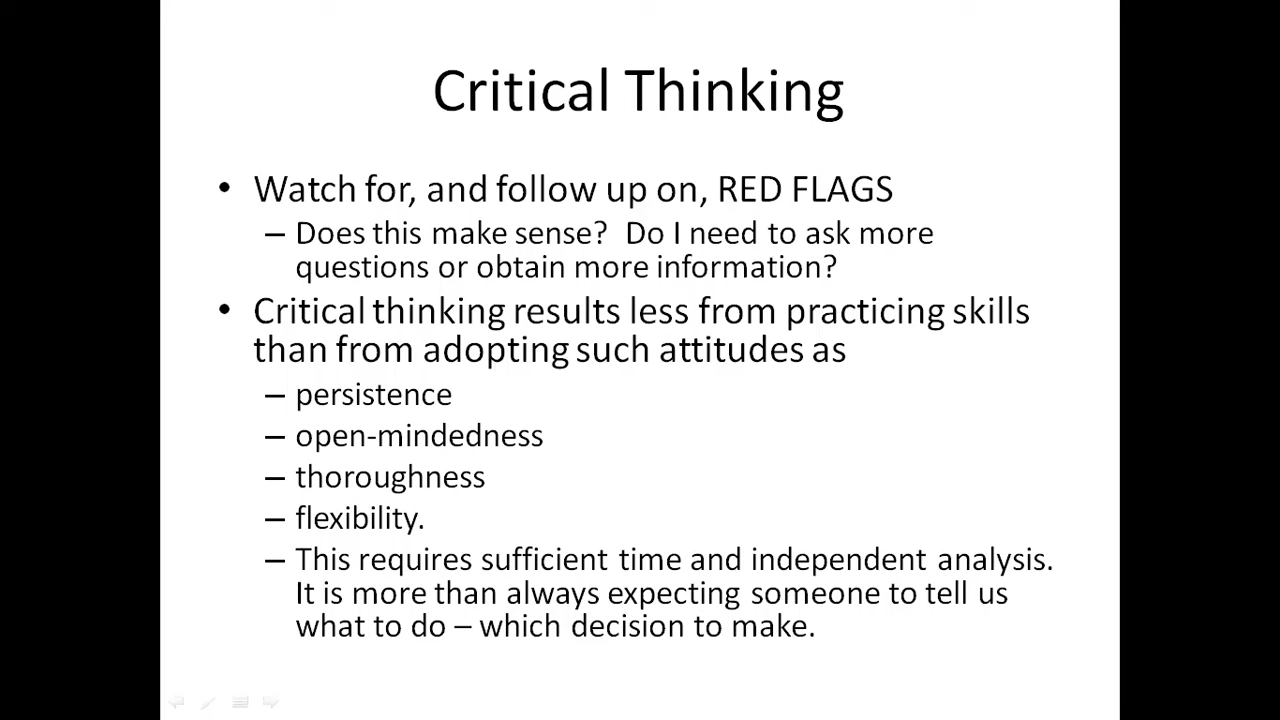 Critical Thinking
• Watch for, and follow up on, RED FLAGS
– Does this make sense?  Do I need to ask more
questions or obtain more information?
• Critical thinking results less from practicing skills
than from adopting such attitudes as
– persistence
– open-mindedness
– thoroughness
– flexibility.
– This requires sufficient time and independent analysis.
It is more than always expecting someone to tell us
what to do – which decision to make.